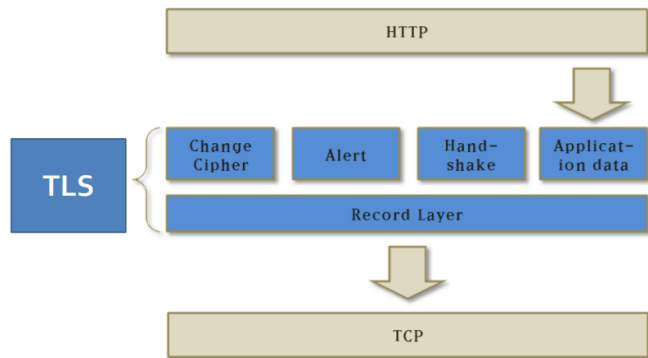 HTTP
TLS
Change
Cipher
Alert
Hand-
shake
Applicat-
ion data
Record Layer
TCP